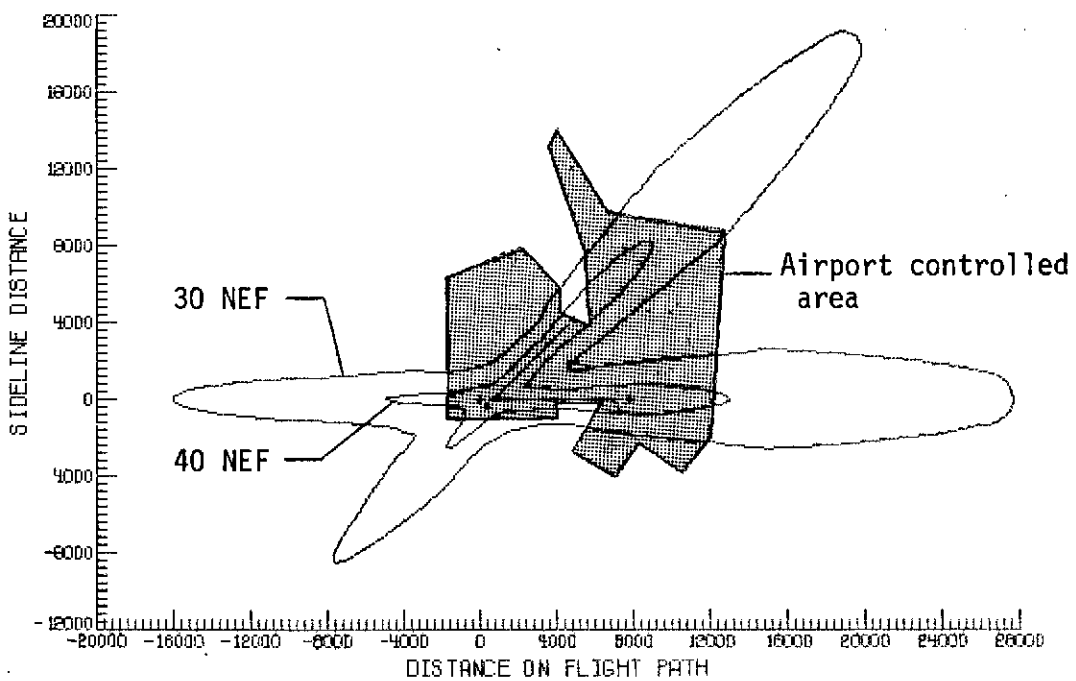 20000
16000
12000
8000
4000
0
4000
-8000
-12000
SIDELINE DISTANCE
30 NEF
40 NEF
Airport controlled
area
-20000 -16000 -12000 -8000 -4000 0 4000 8000 12000 16000 20000 24000 28000
DISTANCE ON FLIGHT PATH